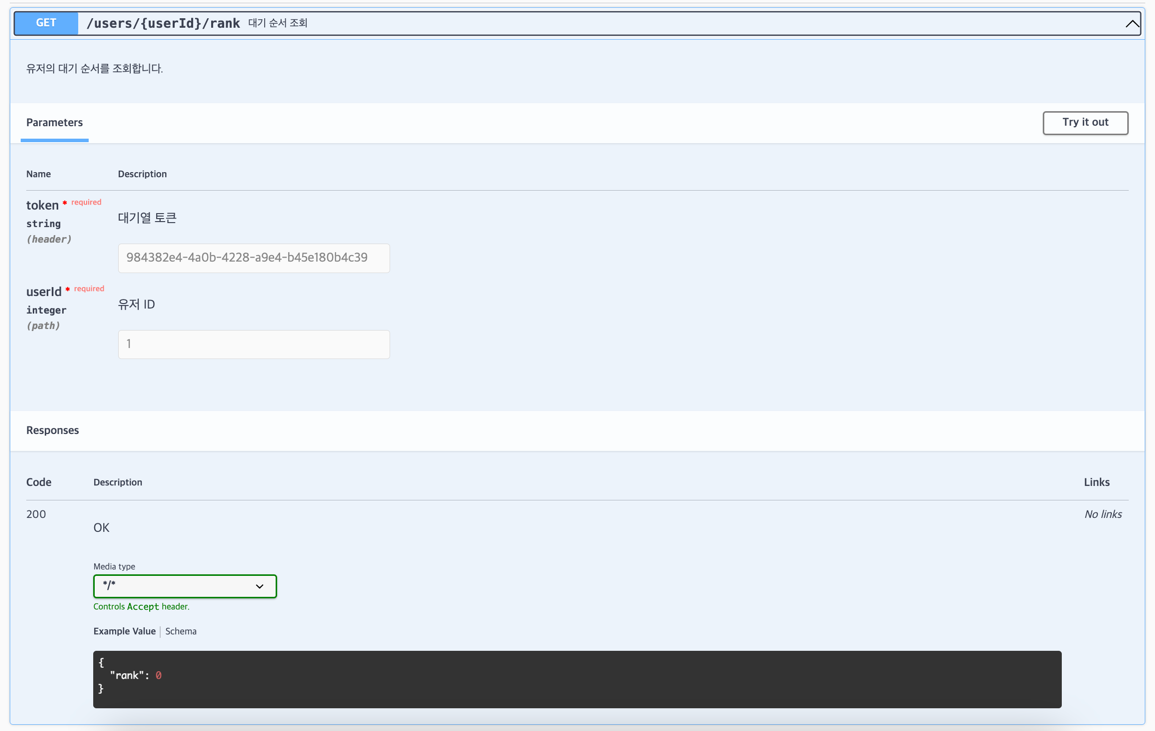 GET /users/{userId}/rank 대기 순서 조회
유저의 대기 순서를 조회합니다.
Parameters
Try it out
Name Description
token * required
string
(header)
대기열 토큰
984382e4-4a0b-4228-a9e4-b45e180b4c39
userId * required
integer
(path)
유저 ID
1
Responses
Code Description Links
200
OK
No links
Media type
*/*
Controls Accept header.
Example Value | Schema
{
"rank": 0
}